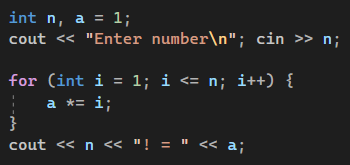 int n, a = 1;
cout << "Enter number\n"; cin >> n;
for (int i = 1; i <= n; i++) {
a *= i;
}
cout << n << "! = " << a;